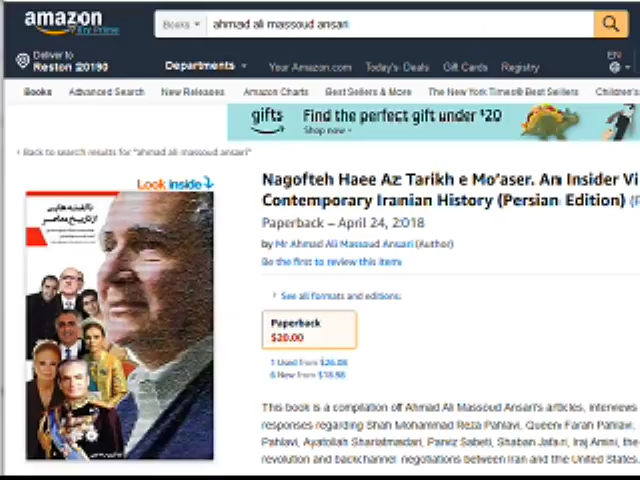 amazon
Try Prime
Books
ahmad ali massoud ansari
Deliver to
Reston 20190
Departments
Your Amazon.com
Today's Deals
Gift Cards
Registry
EN
Books
Advanced Search
New Releases
Amazon Charts
Best Sellers & More
The New York Times® Best Sellers
Children's
gifts
Find the perfect gift under $20
Shop now ›
‹ Back to search results for "ahmad ali massoud ansari"
Look inside
ناگفته هایی
از تاریخ معاصر
Nagofteh Haee Az Tarikh e Mo'aser. An Insider Vi
Contemporary Iranian History (Persian Edition)
Paperback – April 24, 2018
by Mr Ahmad Ali Massoud Ansari (Author)
Be the first to review this item
› See all formats and editions
Paperback
$20.00
1 Used from $26.08
6 New from $18.98
This book is a compilation of Ahmad Ali Massoud Ansari's articles, interviews
responses regarding Shah Mohammad Reza Pahlavi, Queen Farah Pahlavi,
Pahlavi, Ayatollah Shariatmadari, Parviz Sabeti, Shaban Jafari, Iraj Amini, the
revolution and backchannel negotiations between Iran and the United States.